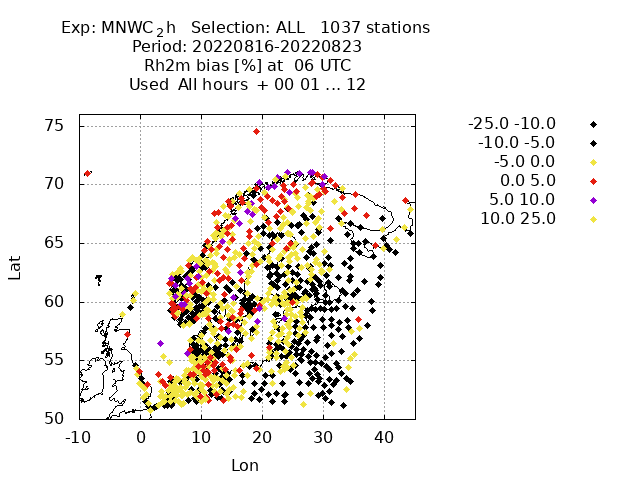 Exp: MNWC₂h Selection: ALL 1037 stations
Period: 20220816-20220823
Rh2m bias [%] at 06 UTC
Used All hours + 00 01 ... 12
-25.0 -10.0
-10.0 -5.0
-5.0 0.0
0.0 5.0
5.0 10.0
10.0 25.0
75
70
65
60
55
50
Lat
-10 0 10 20 30 40
Lon